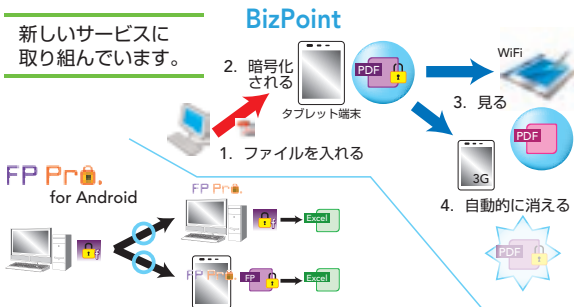 新しいサービスに
取り組んでいます。
BizPoint
2. 暗号化
される
PDF
タブレット端末
WiFi
3. 見る
1. ファイルを入れる
PDF
3G
4. 自動的に消える
PDF
FP Pro.
for Android
FP Pro.
Excel
FP Pro.
FP
Excel